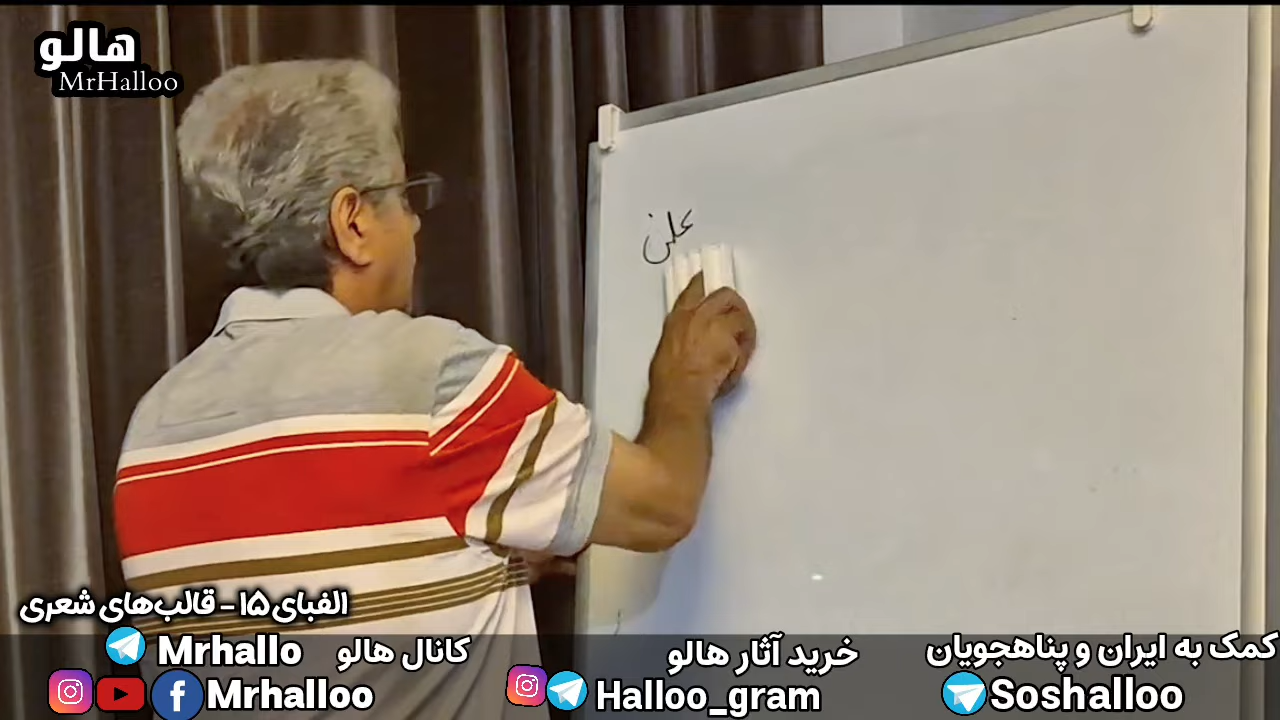 هالو
MrHalloo
علن
الفبای ۱۵ - قالب‌های شعری
Mrhallo کانال هالو
Mrhalloo
خرید آثار هالو
Halloo_gram
کمک به ایران و پناهجویان
Soshalloo